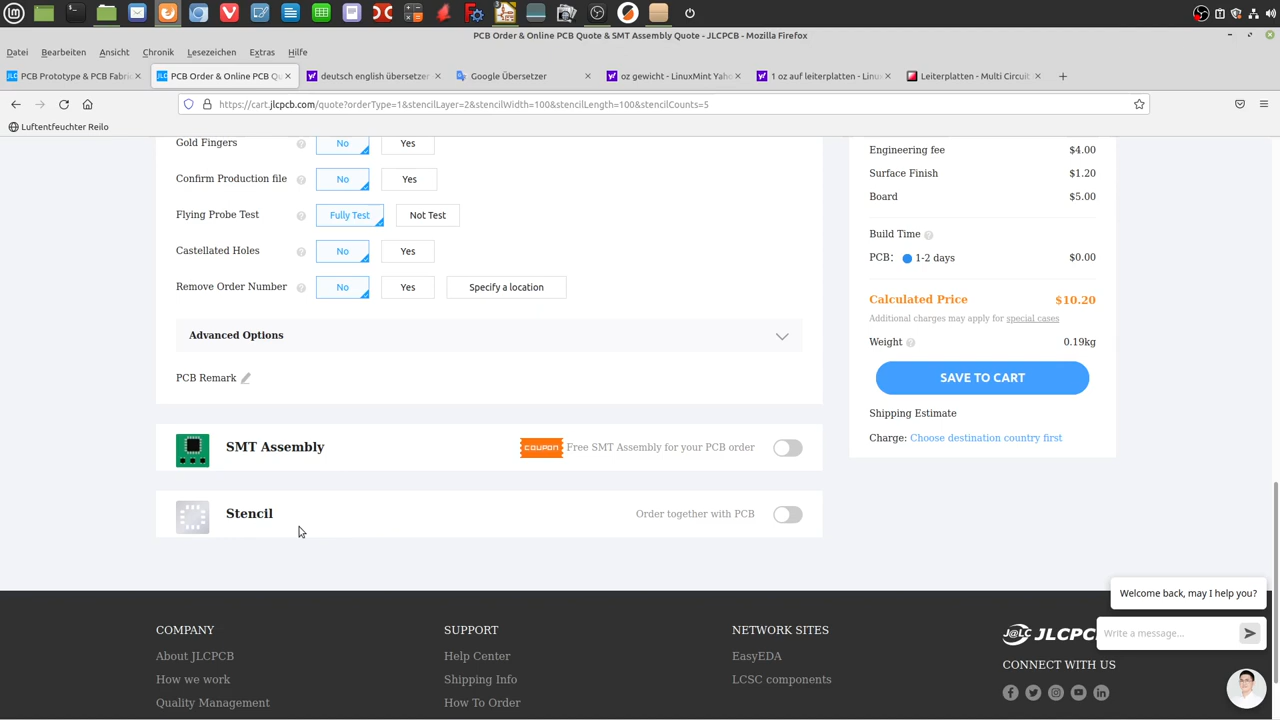 PCB Order & Online PCB Quote & SMT Assembly Quote - JLCPCB - Mozilla Firefox
Datei Bearbeiten Ansicht Chronik Lesezeichen Extras Hilfe
JLC PCB Prototype & PCB Fabri
JLC PCB Order & Online PCB Qu
deutsch english übersetzer
Google Übersetzer
oz gewicht - LinuxMint Yah
1 oz auf leiterplatten - Linux
Leiterplatten - Multi Circuit
https://cart.jlcpcb.com/quote?orderType=1&stencilLayer=2&stencilWidth=100&stencilLength=100&stencilCounts=5
Luftentfeuchter Reilo
Gold Fingers ? No Yes
Confirm Production file ? No Yes
Flying Probe Test ? Fully Test Not Test
Castellated Holes ? No Yes
Remove Order Number ? No Yes Specify a location
Advanced Options
PCB Remark
SMT Assembly COUPON Free SMT Assembly for your PCB order
Stencil Order together with PCB
Engineering fee $4.00
Surface Finish $1.20
Board $5.00
Build Time ?
PCB: 1-2 days $0.00
Calculated Price $10.20
Additional charges may apply for special cases
Weight ? 0.19kg
SAVE TO CART
Shipping Estimate
Charge: Choose destination country first
Welcome back, may I help you?
Write a message...
COMPANY
About JLCPCB
How we work
Quality Management
SUPPORT
Help Center
Shipping Info
How To Order
NETWORK SITES
EasyEDA
LCSC components
J@LC JLCPC
CONNECT WITH US